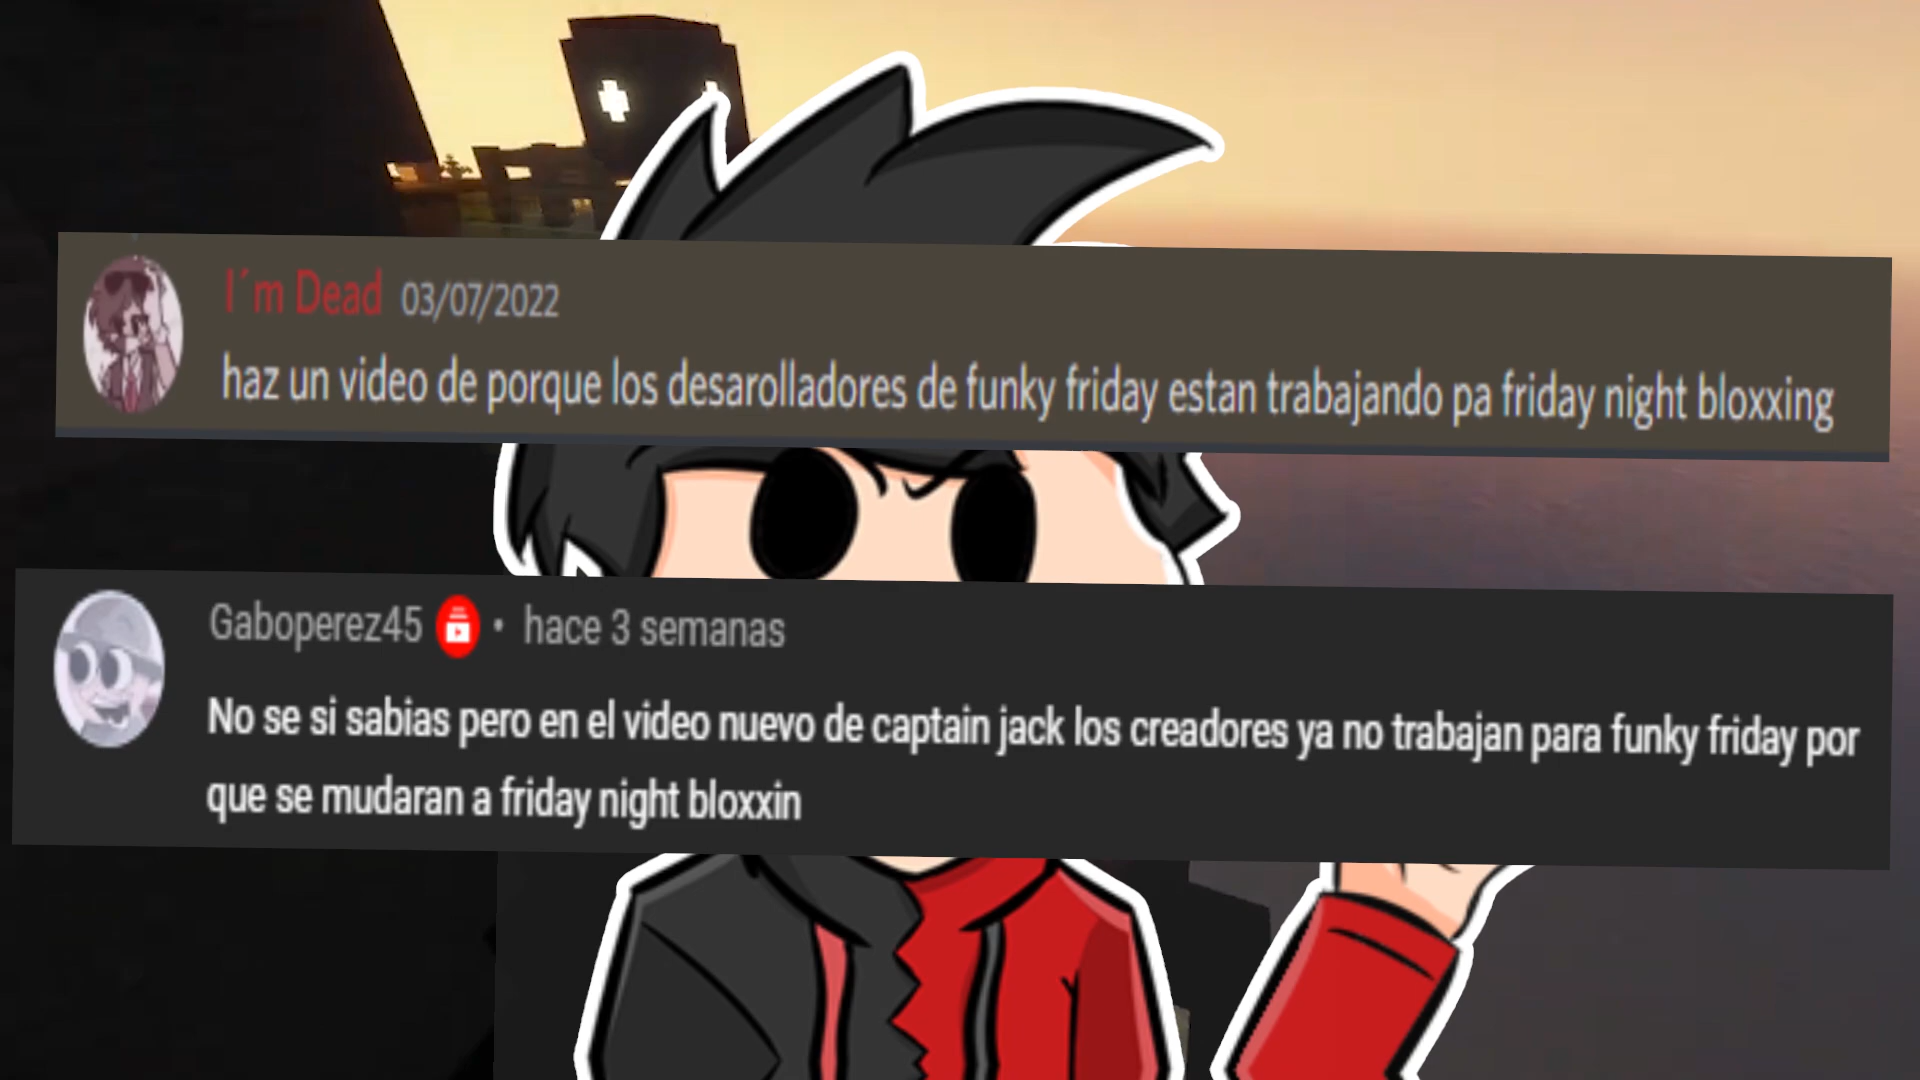 I´m Dead 03/07/2022
haz un video de porque los desarolladores de funky friday estan trabajando pa friday night bloxxing
Gaboperez45 • hace 3 semanas
No se si sabias pero en el video nuevo de captain jack los creadores ya no trabajan para funky friday por
que se mudaran a friday night bloxxin